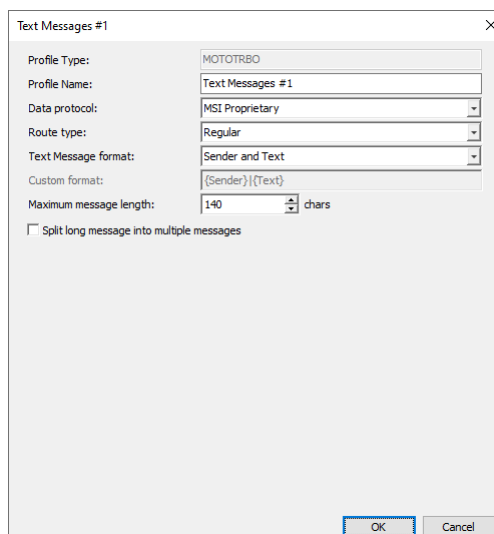 Text Messages #1
Profile Type: MOTOTRBO
Profile Name: Text Messages #1
Data protocol: MSI Proprietary
Route type: Regular
Text Message format: Sender and Text
Custom format: {Sender}|{Text}
Maximum message length: 140 chars
Split long message into multiple messages
OK Cancel